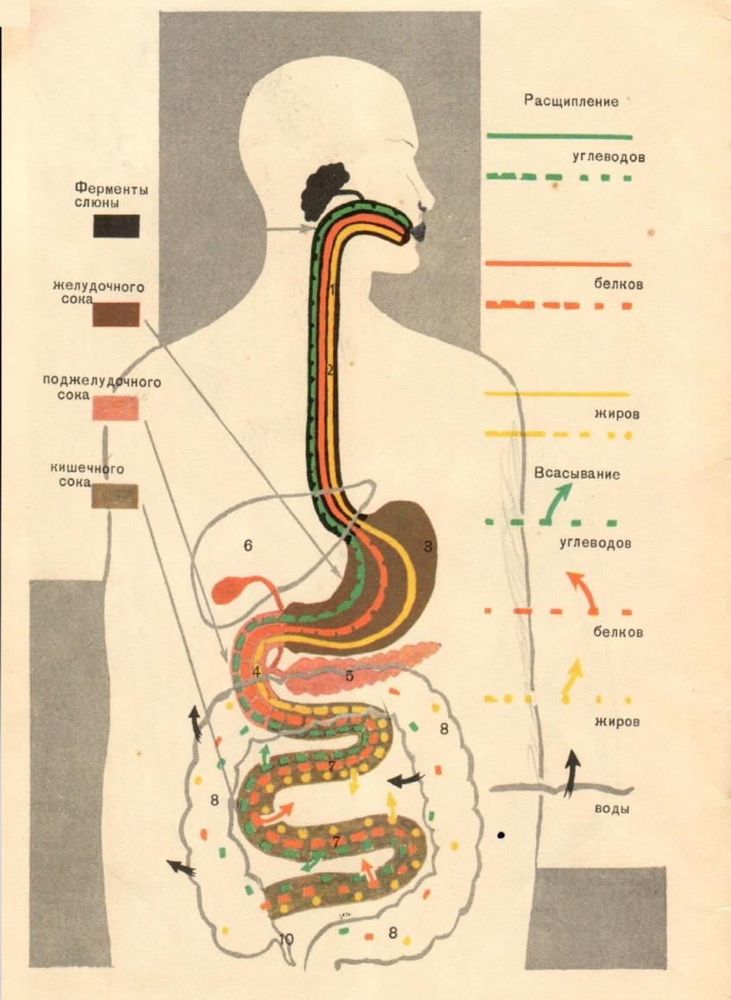 Ферменты
слюны
желудочного
сока
поджелудочного
сока
кишечного
сока
Расщипление
углеводов
белков
жиров
Всасывание
углеводов
белков
жиров
воды
1
2
3
6
4
5
8
7
8
7
8
10